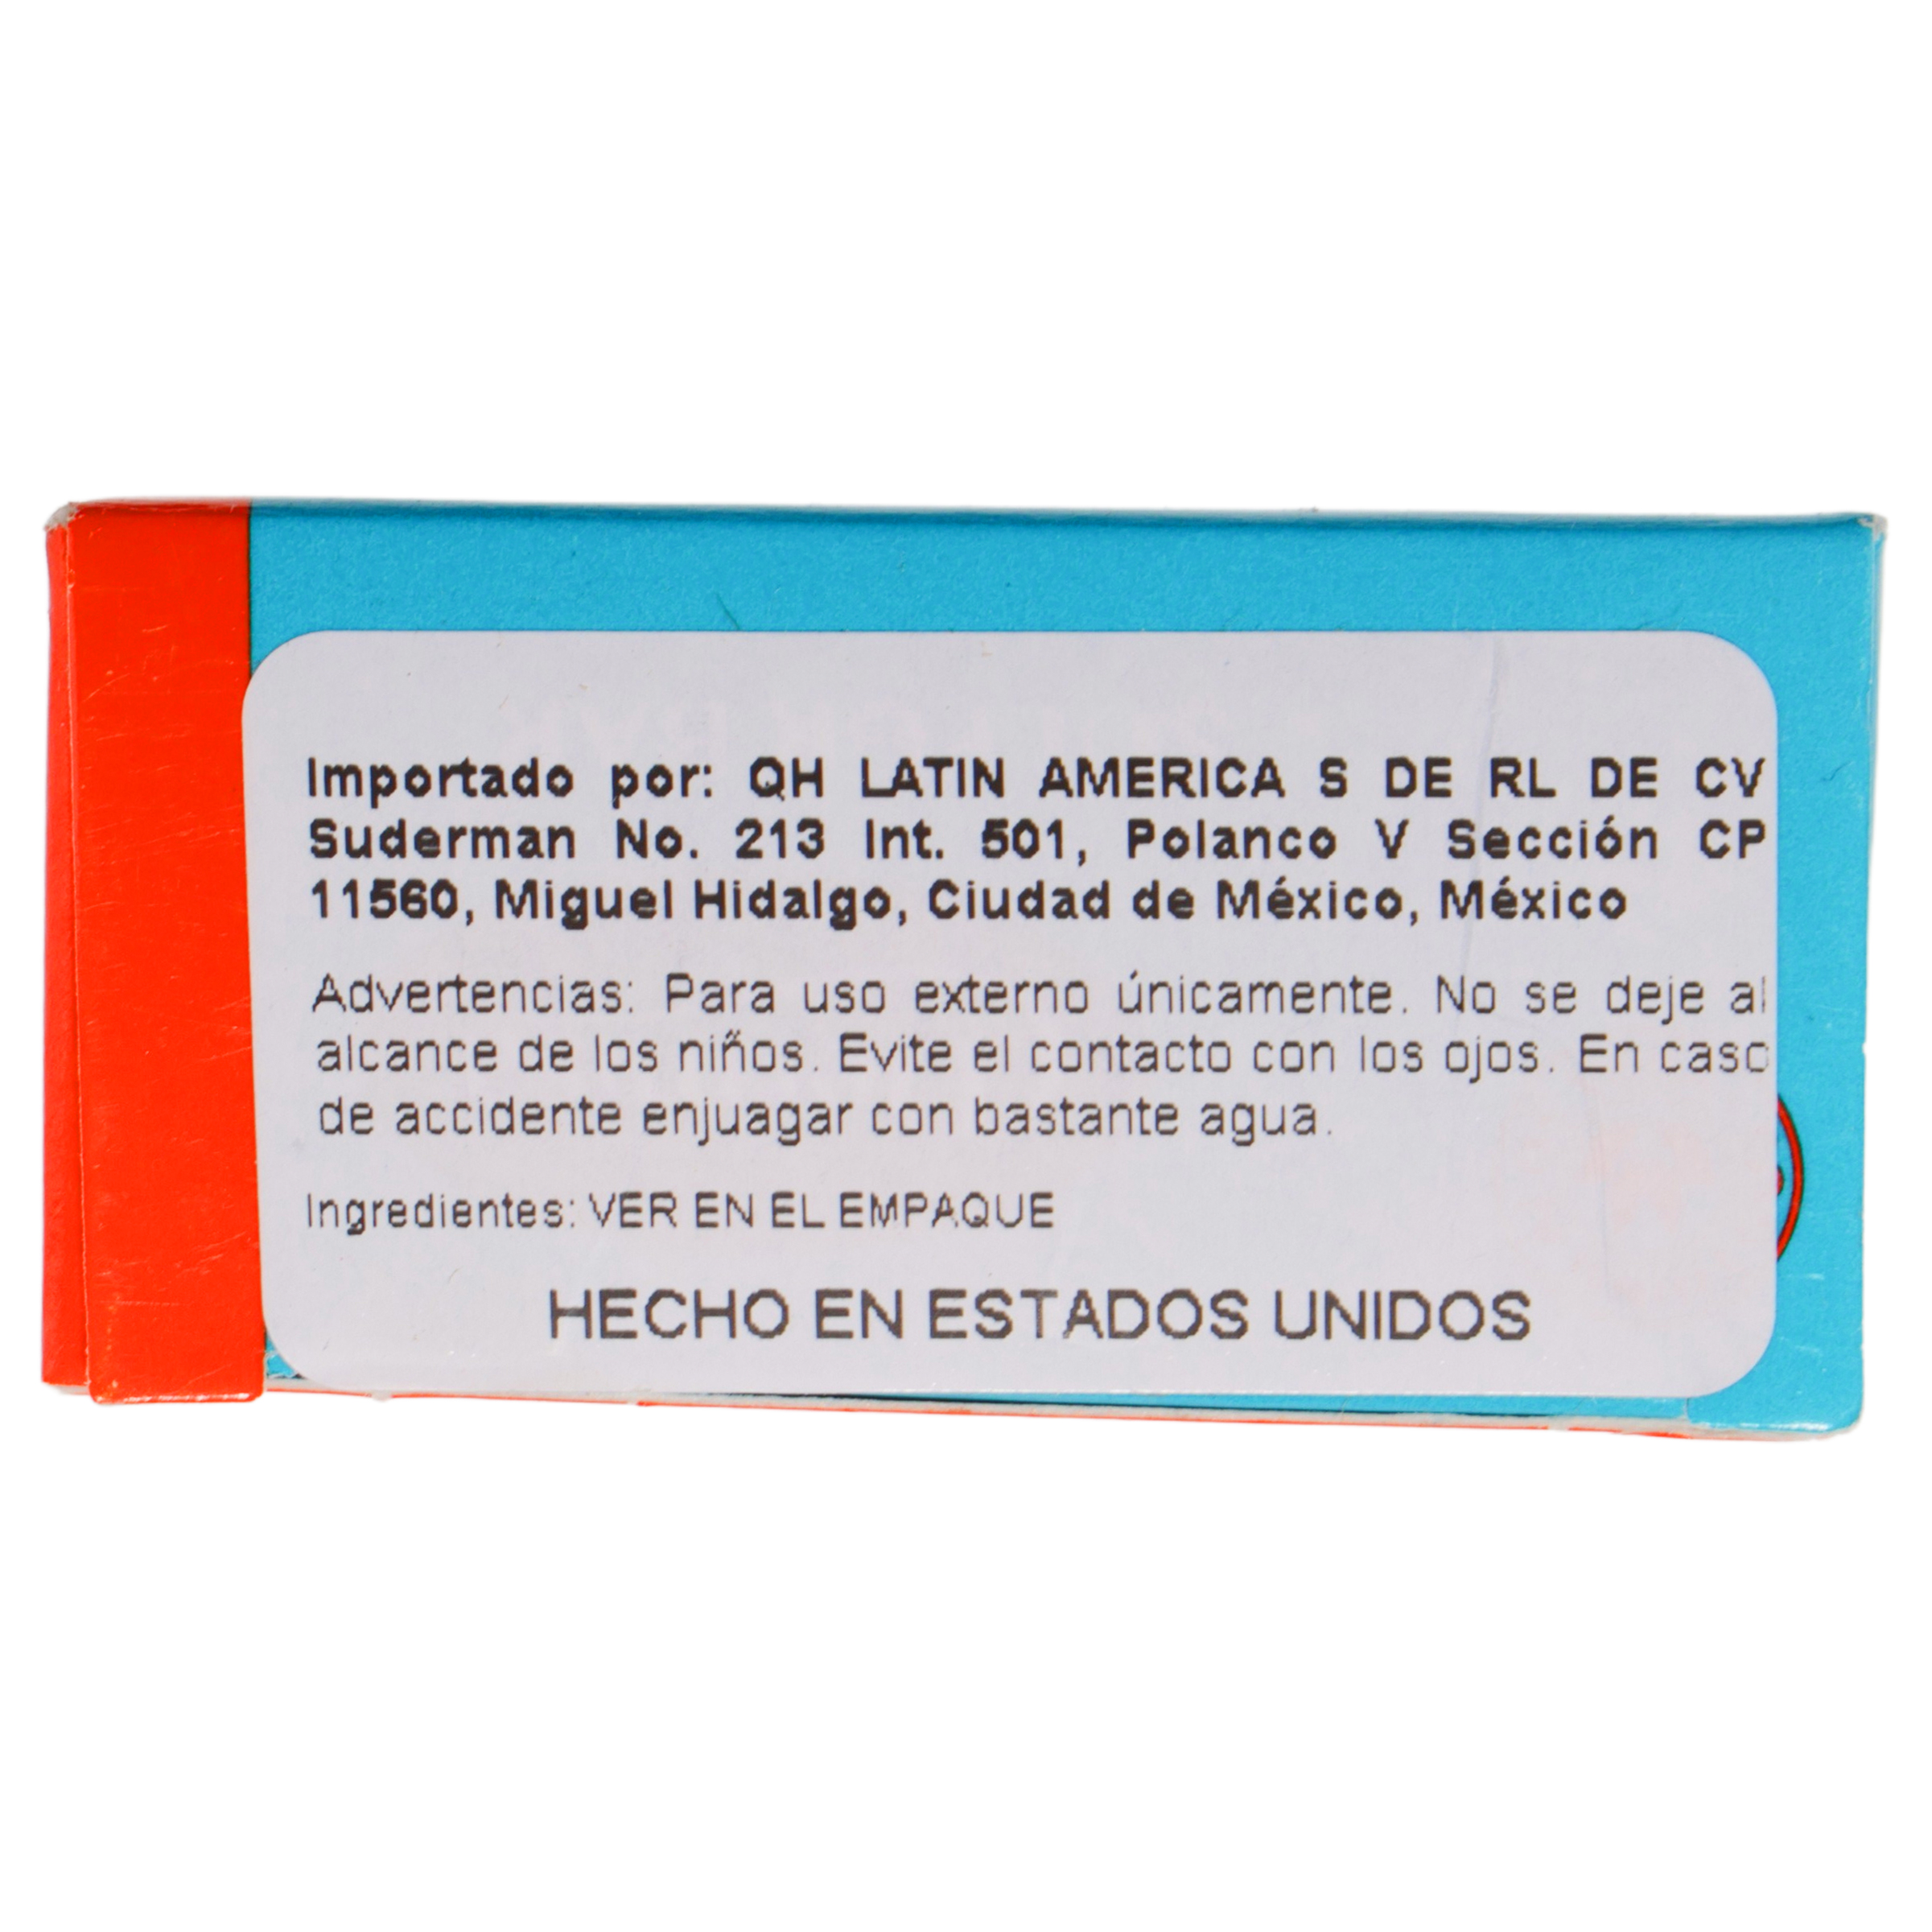 Importado por: QH LATIN AMERICA S DE RL DE CV
Suderman No. 213 Int. 501, Polanco V Sección CP
11560, Miguel Hidalgo, Ciudad de México, México
Advertencias: Para uso externo únicamente. No se deje al
alcance de los niños. Evite el contacto con los ojos. En caso
de accidente enjuagar con bastante agua.
Ingredientes: VER EN EL EMPAQUE
HECHO EN ESTADOS UNIDOS